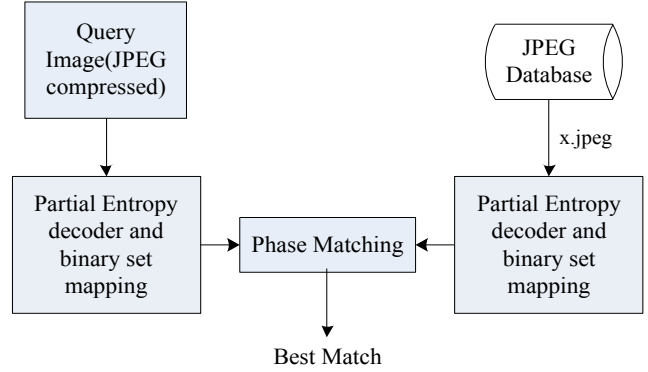 Query
Image(JPEG
compressed)
JPEG
Database
x.jpeg
Partial Entropy
decoder and
binary set
mapping
Phase Matching
Partial Entropy
decoder and
binary set
mapping
Best Match